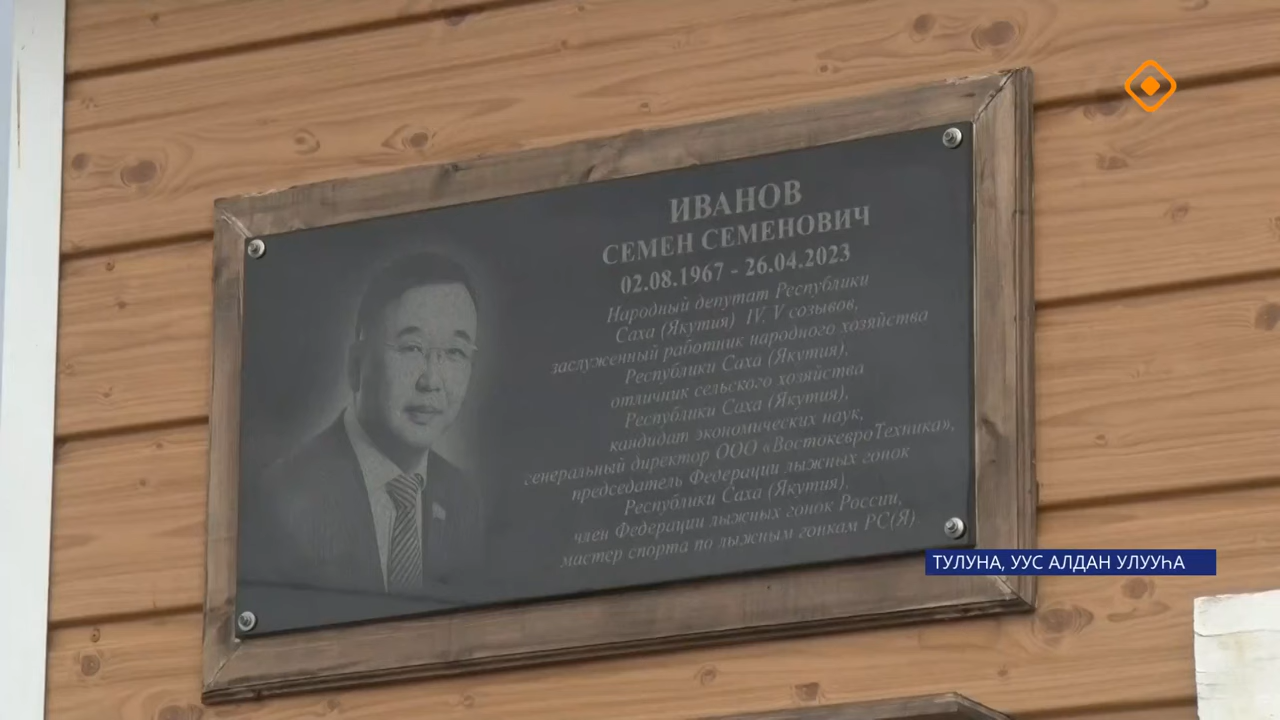 ИВАНОВ
СЕМЕН СЕМЕНОВИЧ
02.08.1967 - 26.04.2023
Народный депутат Республики
Саха (Якутия) IV, V созывов,
заслуженный работник народного хозяйства
Республики Саха (Якутия),
отличник сельского хозяйства
Республики Саха (Якутия),
кандидат экономических наук,
генеральный директор ООО «ВостокевроТехника»,
председатель Федерации лыжных гонок
Республики Саха (Якутия),
член Федерации лыжных гонок России,
мастер спорта по лыжным гонкам РС(Я)
ТУЛУНА, УУС АЛДАН УЛУУҺА